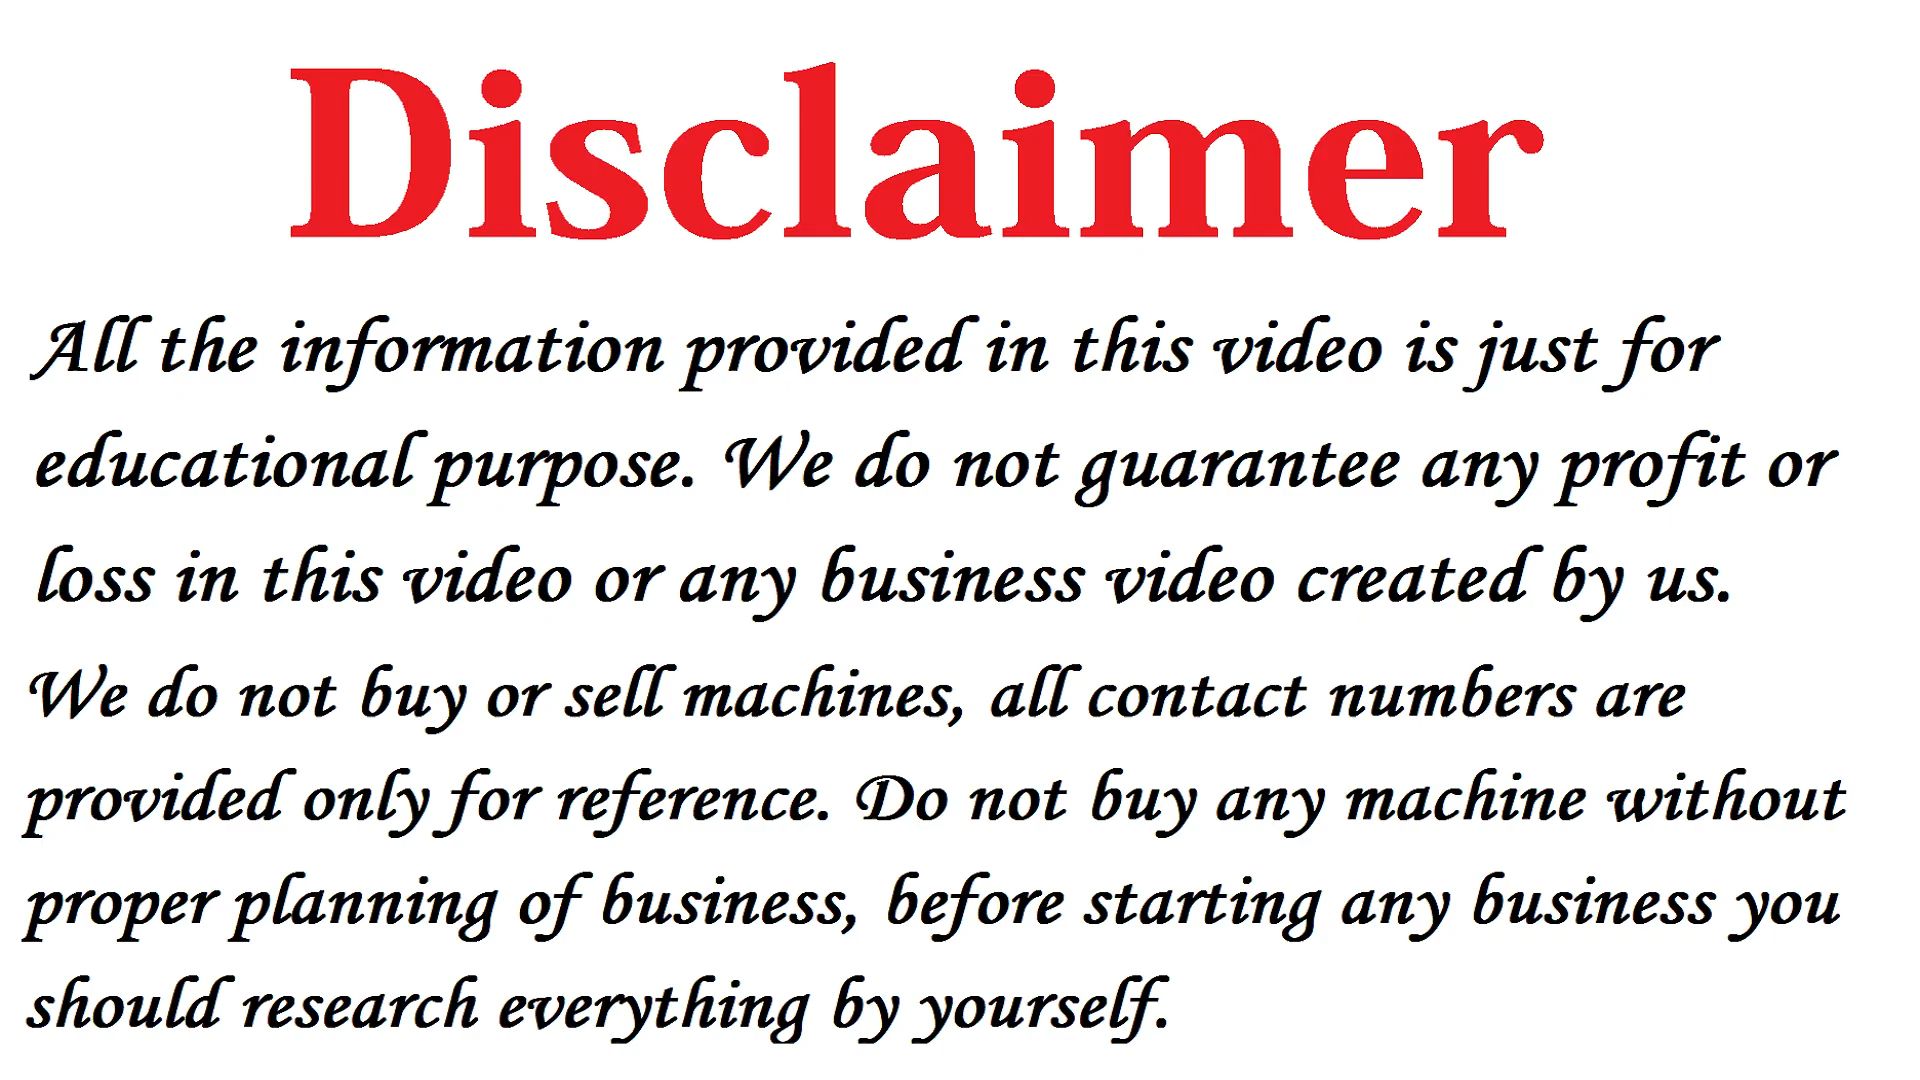 Disclaimer
All the information provided in this video is just for
educational purpose. We do not guarantee any profit or
loss in this video or any business video created by us.
We do not buy or sell machines, all contact numbers are
provided only for reference. Do not buy any machine without
proper planning of business, before starting any business you
should research everything by yourself.